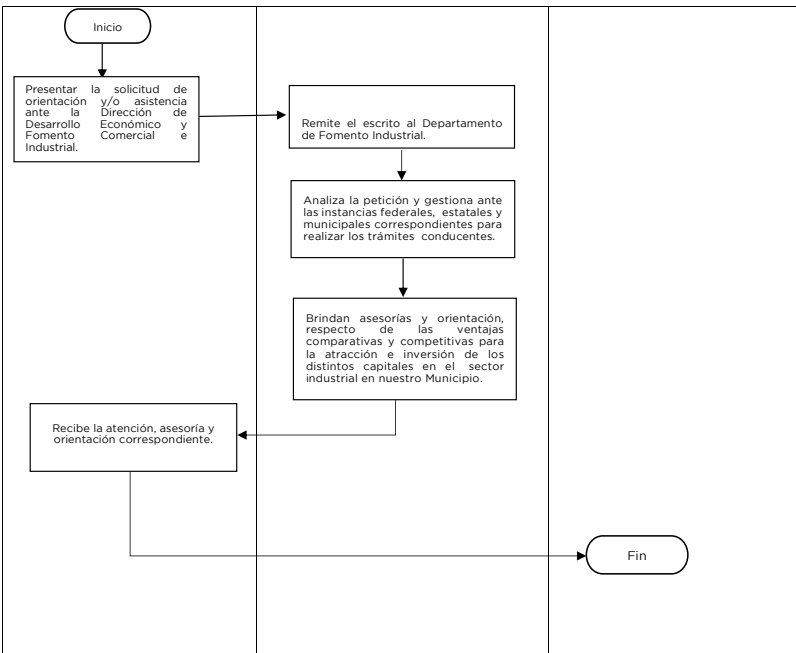 Inicio
Presentar la solicitud de
orientación y/o asistencia
ante la Dirección de
Desarrollo Económico y
Fomento Comercial e
Industrial.
Remite el escrito al Departamento
de Fomento Industrial.
Analiza la petición y gestiona ante
las instancias federales, estatales y
municipales correspondientes para
realizar los trámites conducentes.
Brindan asesorías y orientación,
respecto de las ventajas
comparativas y competitivas para
la atracción e inversión de los
distintos capitales en el sector
industrial en nuestro Municipio.
Recibe la atención, asesoría y
orientación correspondiente.
Fin